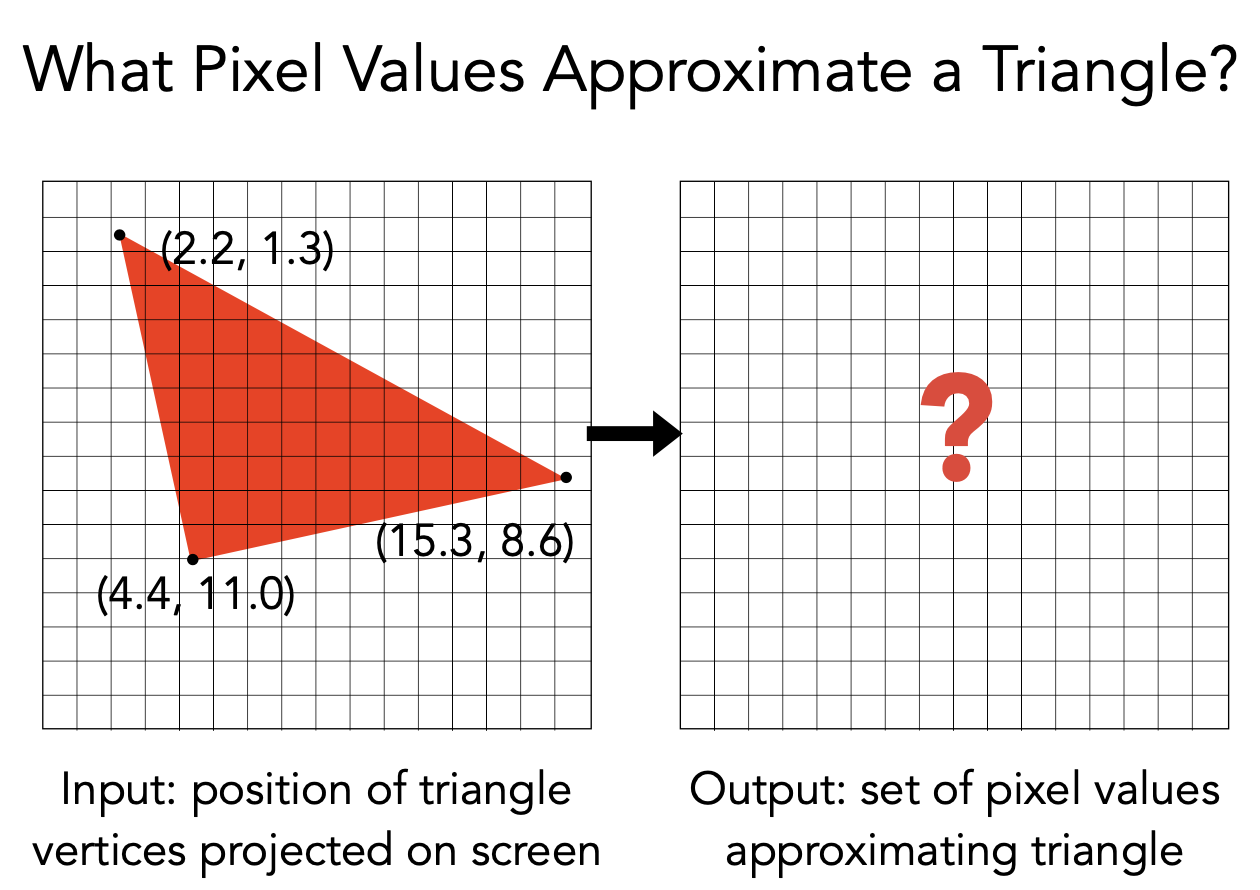 What Pixel Values Approximate a Triangle?
(2.2, 1.3)
(15.3, 8.6)
(4.4, 11.0)
?
Input: position of triangle
vertices projected on screen
Output: set of pixel values
approximating triangle